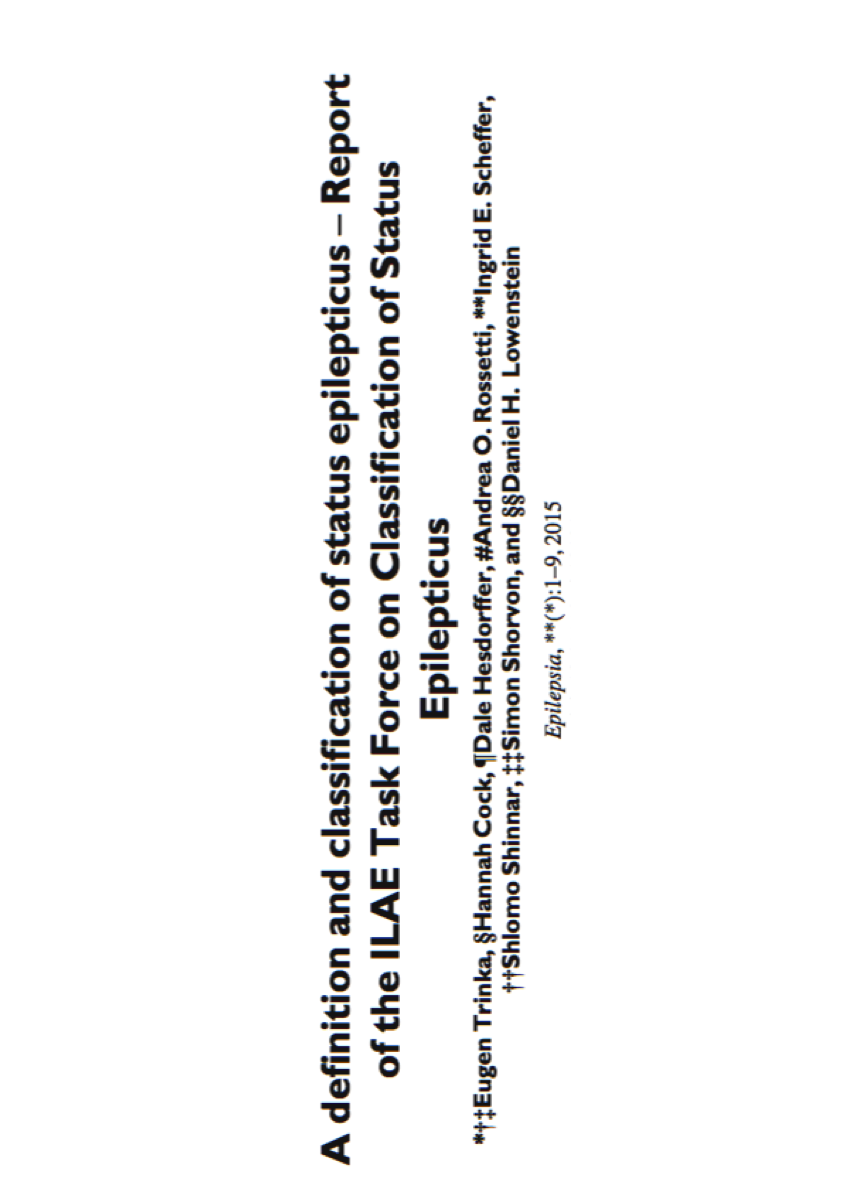 A definition and classification of status epilepticus – Report
of the ILAE Task Force on Classification of Status
Epilepticus
*†‡Eugen Trinka, §Hannah Cock, ¶Dale Hesdorffer, #Andrea O. Rossetti, **Ingrid E. Scheffer,
††Shlomo Shinnar, ‡‡Simon Shorvon, and §§Daniel H. Lowenstein
Epilepsia, **(*):1–9, 2015